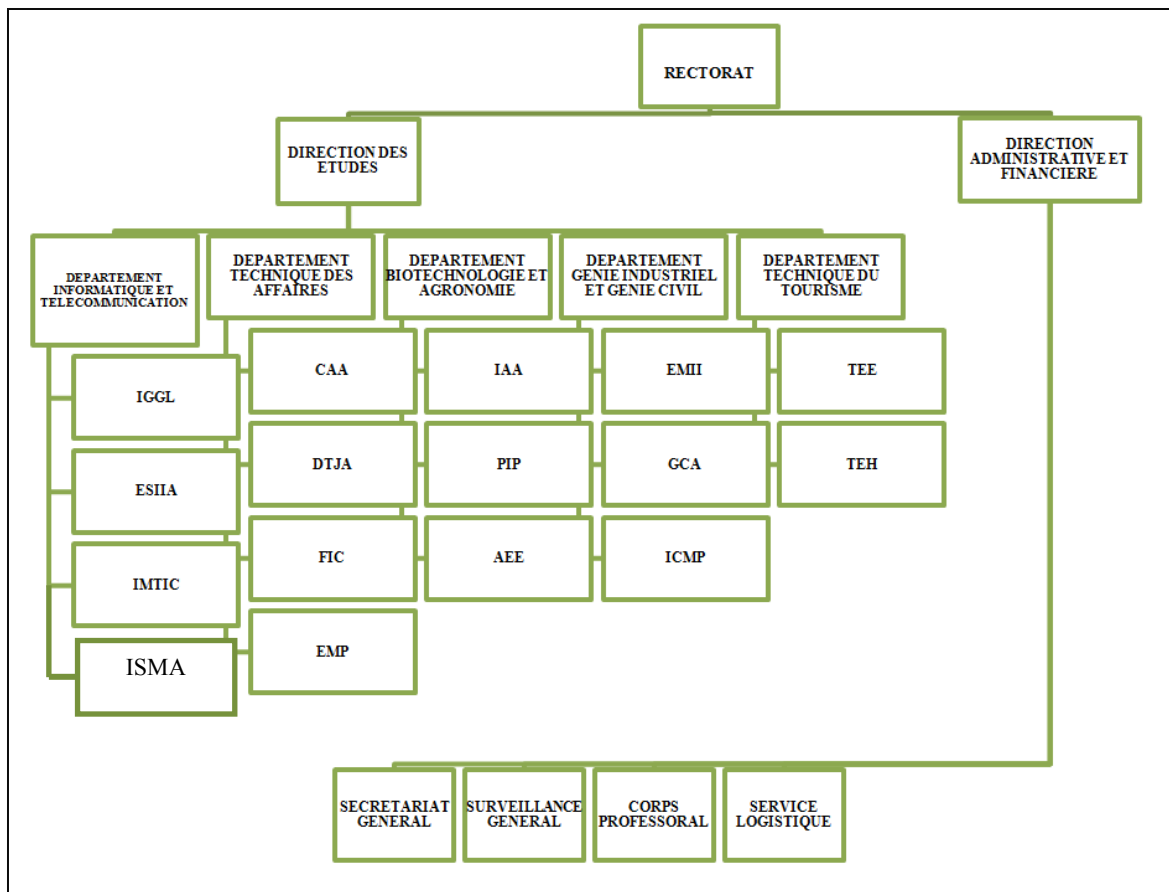 RECTORAT
DIRECTION DES
ETUDES
DIRECTION
ADMINISTRATIVE ET
FINANCIERE
DEPARTEMENT
INFORMATIQUE ET
TELECOMMUNICATION
DEPARTEMENT
TECHNIQUE DES
AFFAIRES
DEPARTEMENT
BIOTECHNOLOGIE ET
AGRONOMIE
DEPARTEMENT
GENIE INDUSTRIEL
ET GENIE CIVIL
DEPARTEMENT
TECHNIQUE DU
TOURISME
IGGL
ESIIA
IMTIC
ISMA
CAA
DTJA
FIC
EMP
IAA
PIP
AEE
EMII
GCA
ICMP
TEE
TEH
SECRETARIAT
GENERAL
SURVEILLANCE
GENERAL
CORPS
PROFESSORAL
SERVICE
LOGISTIQUE